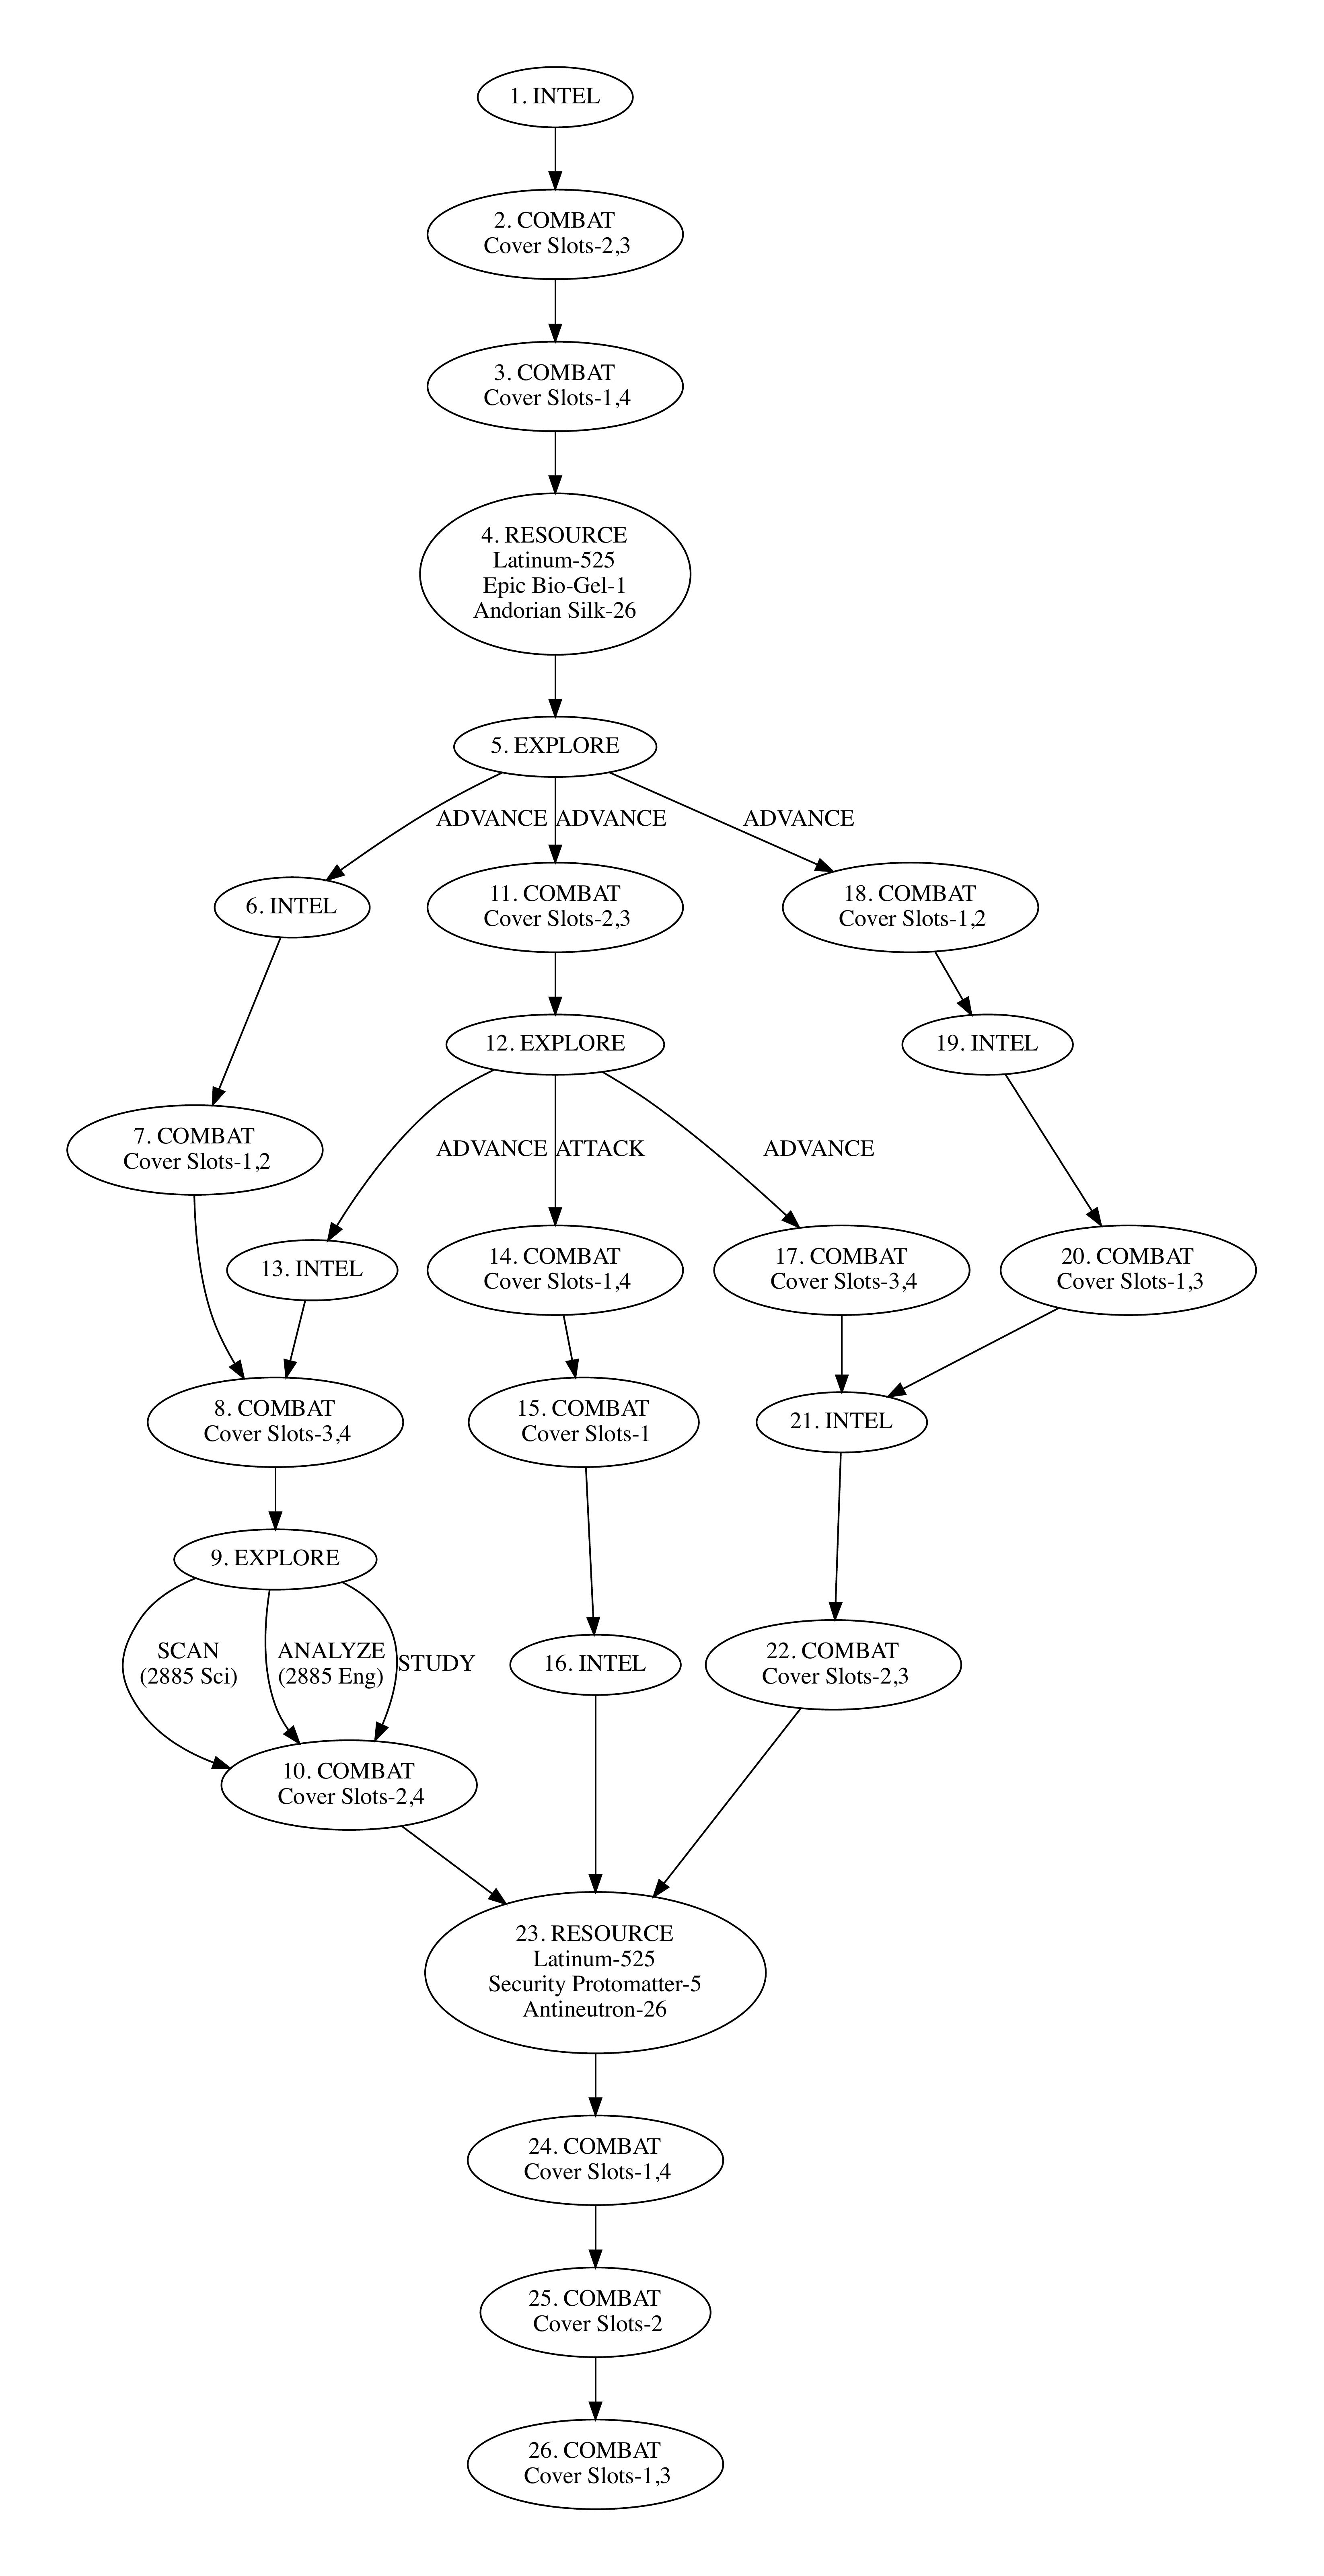 1. INTEL
2. COMBAT
Cover Slots-2,3
3. COMBAT
Cover Slots-1,4
4. RESOURCE
Latinum-525
Epic Bio-Gel-1
Andorian Silk-26
5. EXPLORE
ADVANCE
ADVANCE
ADVANCE
6. INTEL
11. COMBAT
Cover Slots-2,3
18. COMBAT
Cover Slots-1,2
12. EXPLORE
19. INTEL
7. COMBAT
Cover Slots-1,2
ADVANCE
ATTACK
ADVANCE
13. INTEL
14. COMBAT
Cover Slots-1,4
17. COMBAT
Cover Slots-3,4
20. COMBAT
Cover Slots-1,3
8. COMBAT
Cover Slots-3,4
15. COMBAT
Cover Slots-1
21. INTEL
9. EXPLORE
SCAN
(2885 Sci)
ANALYZE
(2885 Eng)
STUDY
16. INTEL
22. COMBAT
Cover Slots-2,3
10. COMBAT
Cover Slots-2,4
23. RESOURCE
Latinum-525
Security Protomatter-5
Antineutron-26
24. COMBAT
Cover Slots-1,4
25. COMBAT
Cover Slots-2
26. COMBAT
Cover Slots-1,3